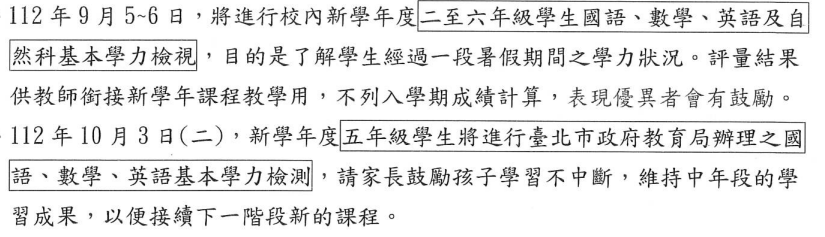 112 年 9 月 5~6 日，將進行校內新學年度二至六年級學生國語、數學、英語及自
然科基本學力檢視，目的是了解學生經過一段暑假期間之學力狀況。評量結果
供教師銜接新學年課程教學用，不列入學期成績計算，表現優異者會有鼓勵。
112 年 10 月 3 日(二)，新學年度五年級學生將進行臺北市政府教育局辦理之國
語、數學、英語基本學力檢測，請家長鼓勵孩子學習不中斷，維持中年段的學
習成果，以便接續下一階段新的課程。